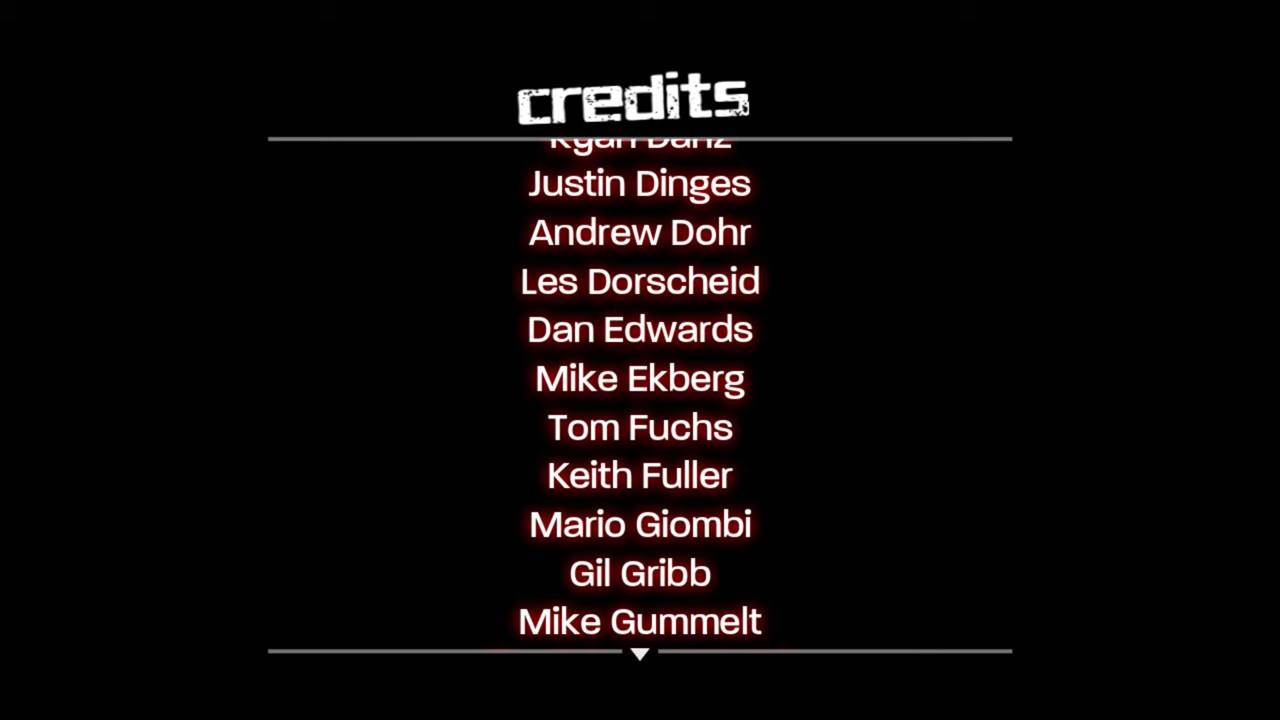 credits
Justin Dinges
Andrew Dohr
Les Dorscheid
Dan Edwards
Mike Ekberg
Tom Fuchs
Keith Fuller
Mario Giombi
Gil Gribb
Mike Gummelt